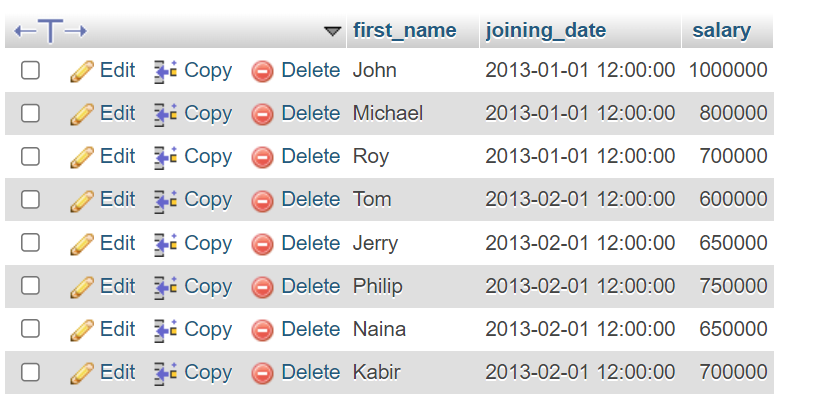 first_name joining_date salary
Edit Copy Delete John 2013-01-01 12:00:00 1000000
Edit Copy Delete Michael 2013-01-01 12:00:00 800000
Edit Copy Delete Roy 2013-01-01 12:00:00 700000
Edit Copy Delete Tom 2013-02-01 12:00:00 600000
Edit Copy Delete Jerry 2013-02-01 12:00:00 650000
Edit Copy Delete Philip 2013-02-01 12:00:00 750000
Edit Copy Delete Naina 2013-02-01 12:00:00 650000
Edit Copy Delete Kabir 2013-02-01 12:00:00 700000